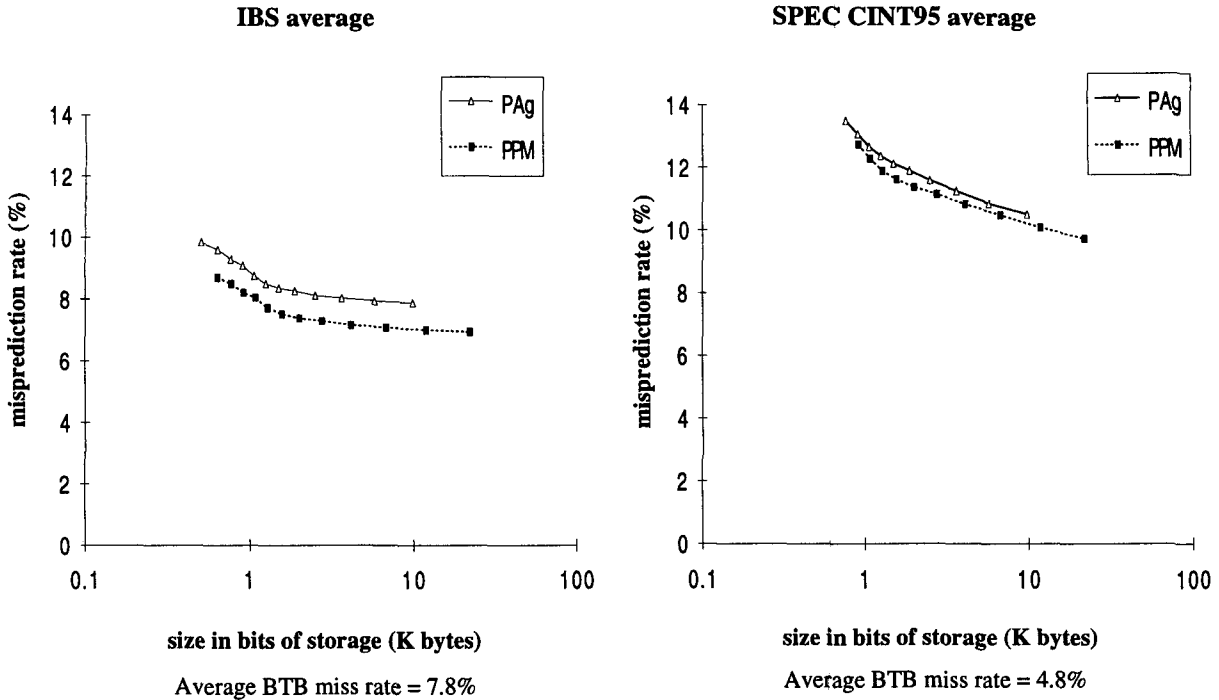 IBS average
PAg
PPM
14
12
10
8
6
4
2
0
misprediction rate (%)
0.1 1 10 100
size in bits of storage (K bytes)
Average BTB miss rate = 7.8%
SPEC CINT95 average
PAg
PPM
14
12
10
8
6
4
2
0
misprediction rate (%)
0.1 1 10 100
size in bits of storage (K bytes)
Average BTB miss rate = 4.8%